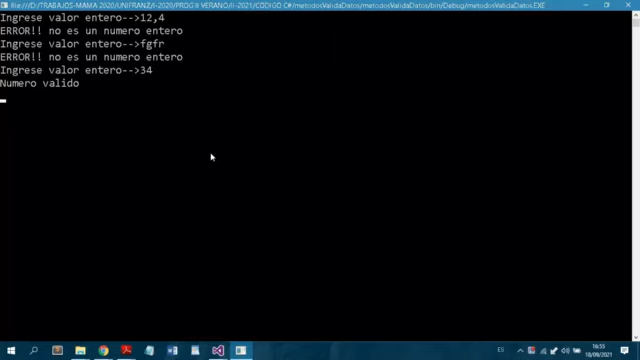 file:///D:/TRABAJOS-MAMA 2020/UNIFRANZ/I-2020/PROG II VERANO/II-2021/CODIGO C#/metodosValidaDatos/metodosValidaDatos/bin/Debug/metodosValidaDatos.EXE
Ingrese valor entero-->12,4
ERROR!! no es un numero entero
Ingrese valor entero-->fgfr
ERROR!! no es un numero entero
Ingrese valor entero-->34
Numero valido
ES
18:55
18/09/2021